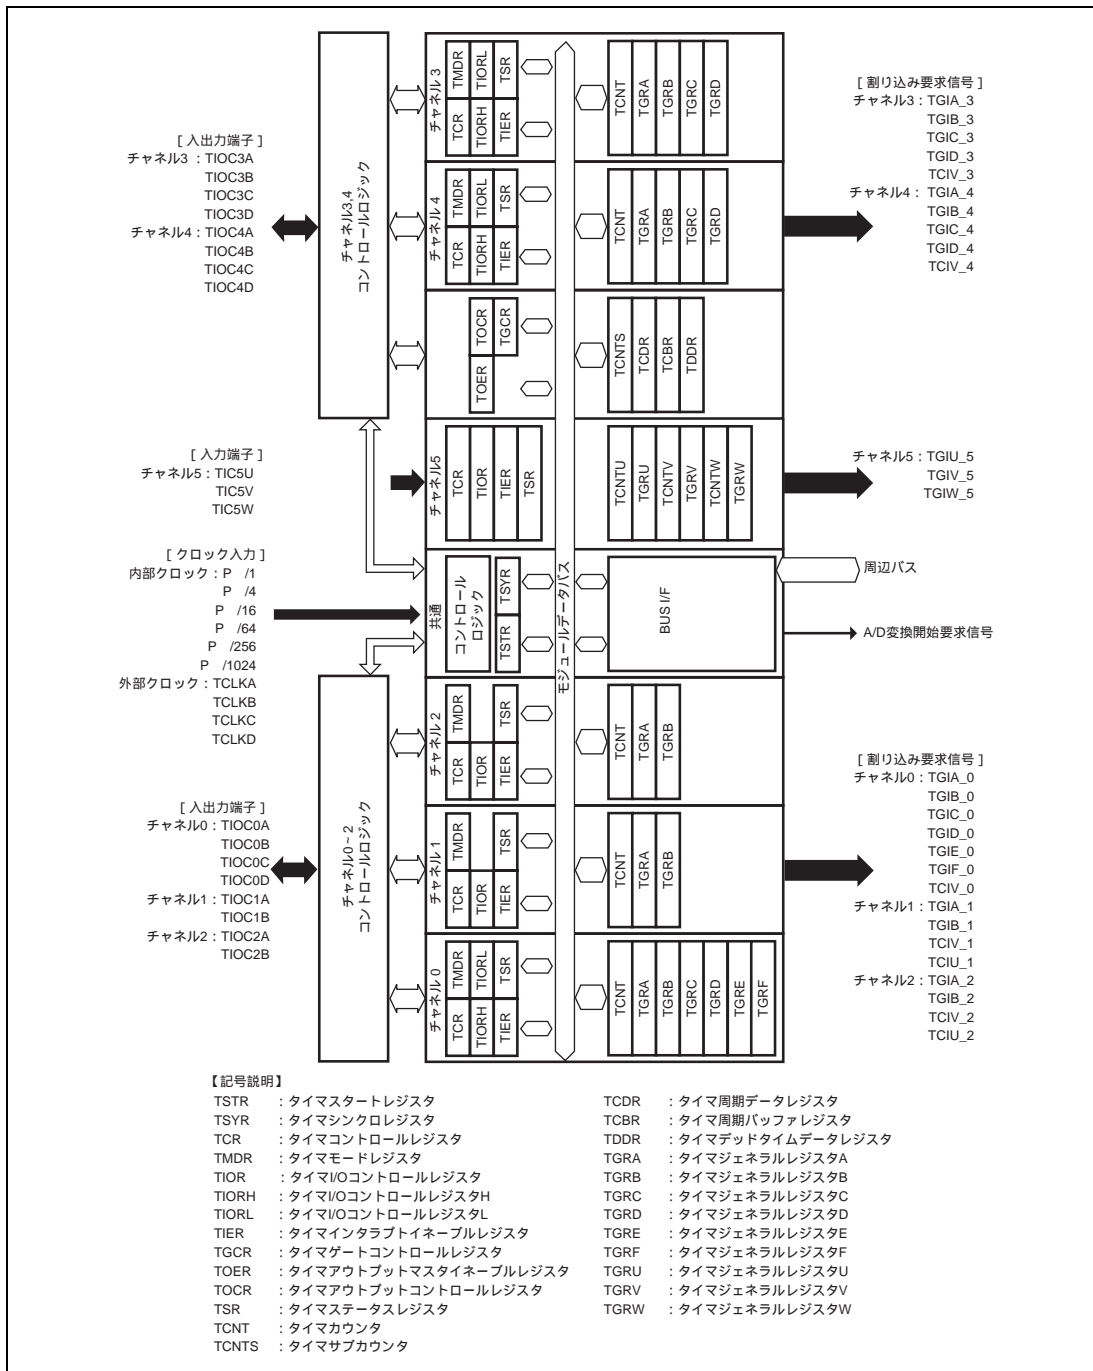 [ 入出力端子 ]
チャネル3 : TIOC3A
TIOC3B
TIOC3C
TIOC3D
チャネル4 : TIOC4A
TIOC4B
TIOC4C
TIOC4D
[ 入力端子 ]
チャネル5 : TIC5U
TIC5V
TIC5W
[ クロック入力 ]
内部クロック : P /1
P /4
P /16
P /64
P /256
P /1024
外部クロック : TCLKA
TCLKB
TCLKC
TCLKD
[ 入出力端子 ]
チャネル0 : TIOC0A
TIOC0B
TIOC0C
TIOC0D
チャネル1 : TIOC1A
TIOC1B
チャネル2 : TIOC2A
TIOC2B
チャネル3,4
コントロールロジック
チャネル0~2
コントロールロジック
チャネル 3
TCR
TMDR
TIORH
TIORL
TIER
TSR
TCNT
TGRA
TGRB
TGRC
TGRD
チャネル 4
TCR
TMDR
TIORH
TIORL
TIER
TSR
TCNT
TGRA
TGRB
TGRC
TGRD
TOER
TOCR
TGCR
TCNTS
TCDR
TCBR
TDDR
チャネル5
TCR
TIOR
TIER
TSR
TCNTU
TGRU
TCNTV
TGRV
TCNTW
TGRW
共通
コントロール
ロジック
TSTR
TSYR
モジュールデータバス
BUS I/F
チャネル 2
TCR
TMDR
TIOR
TIER
TSR
TCNT
TGRA
TGRB
チャネル 1
TCR
TMDR
TIOR
TIER
TSR
TCNT
TGRA
TGRB
チャネル 0
TCR
TMDR
TIORH
TIORL
TIER
TSR
TCNT
TGRA
TGRB
TGRC
TGRD
TGRE
TGRF
[ 割り込み要求信号 ]
チャネル3 : TGIA_3
TGIB_3
TGIC_3
TGID_3
TCIV_3
チャネル4 : TGIA_4
TGIB_4
TGIC_4
TGID_4
TCIV_4
チャネル5 : TGIU_5
TGIV_5
TGIW_5
周辺バス
A/D変換開始要求信号
[ 割り込み要求信号 ]
チャネル0 : TGIA_0
TGIB_0
TGIC_0
TGID_0
TGIE_0
TGIF_0
TCIV_0
チャネル1 : TGIA_1
TGIB_1
TCIV_1
TCIU_1
チャネル2 : TGIA_2
TGIB_2
TCIV_2
TCIU_2
【記号説明】
TSTR : タイマスタートレジスタ
TSYR : タイマシンクロレジスタ
TCR : タイマコントロールレジスタ
TMDR : タイマモードレジスタ
TIOR : タイマI/Oコントロールレジスタ
TIORH : タイマI/OコントロールレジスタH
TIORL : タイマI/OコントロールレジスタL
TIER : タイマインタラプトイネーブルレジスタ
TGCR : タイマゲートコントロールレジスタ
TOER : タイマアウトプットマスタイネーブルレジスタ
TOCR : タイマアウトプットコントロールレジスタ
TSR : タイマステータスレジスタ
TCNT : タイマカウンタ
TCNTS : タイマサブカウンタ
TCDR : タイマ周期データレジスタ
TCBR : タイマ周期バッファレジスタ
TDDR : タイマデッドタイムデータレジスタ
TGRA : タイマジェネラルレジスタA
TGRB : タイマジェネラルレジスタB
TGRC : タイマジェネラルレジスタC
TGRD : タイマジェネラルレジスタD
TGRE : タイマジェネラルレジスタE
TGRF : タイマジェネラルレジスタF
TGRU : タイマジェネラルレジスタU
TGRV : タイマジェネラルレジスタV
TGRW : タイマジェネラルレジスタW